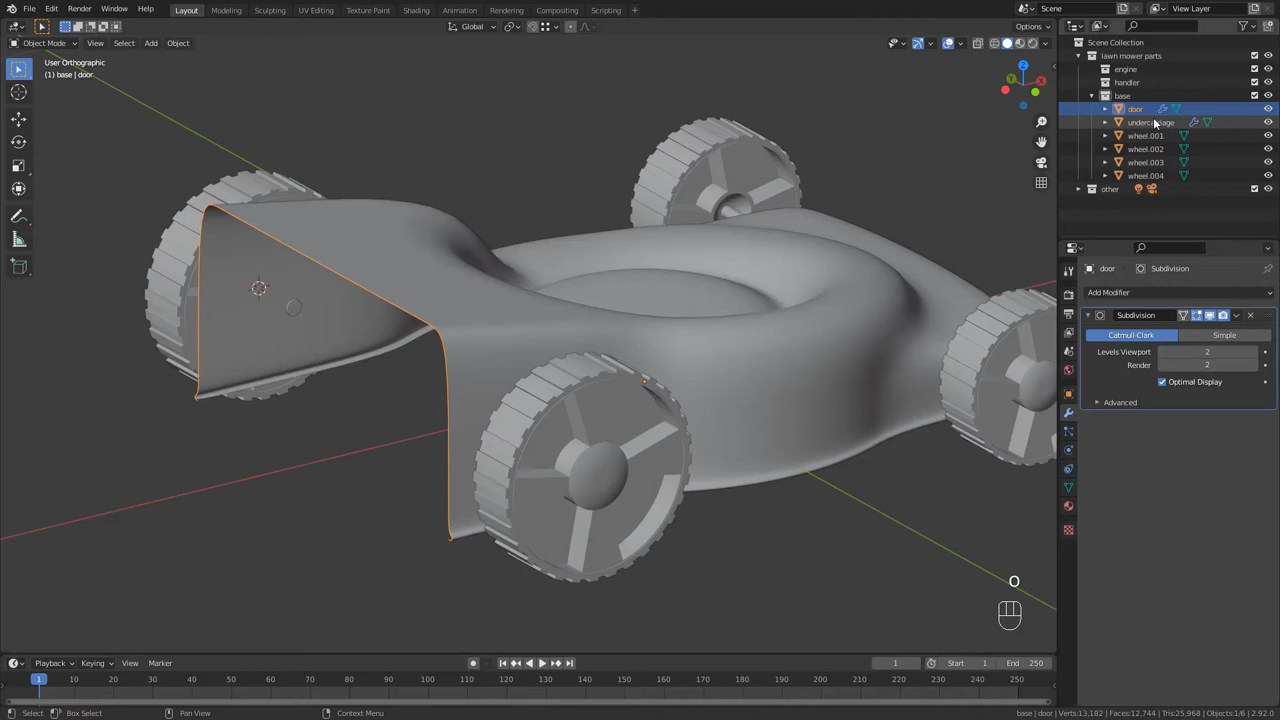 File Edit Render Window Help Layout Modeling Sculpting UV Editing Texture Paint Shading Animation Rendering Compositing Scripting + Scene View Layer
Global Options
Object Mode View Select Add Object
User Orthographic
(1) base | door
Z
Y
X
Scene Collection
lawn mower parts
engine
handler
base
door
undercarriage
wheel.001
wheel.002
wheel.003
wheel.004
other
door Subdivision
Add Modifier
Subdivision
Catmull-Clark Simple
Levels Viewport 2
Render 2
Optimal Display
Advanced
O
Playback Keying View Marker 1 Start 1 End 250
1 10 20 30 40 50 60 70 80 90 100 110 120 130 140 150 160 170 180 190 200 210 220 230 240 250
Select Box Select Pan View Context Menu base | door | Verts:13,182 | Faces:12,744 | Tris:25,968 | Objects:1/6 | 2.92.0